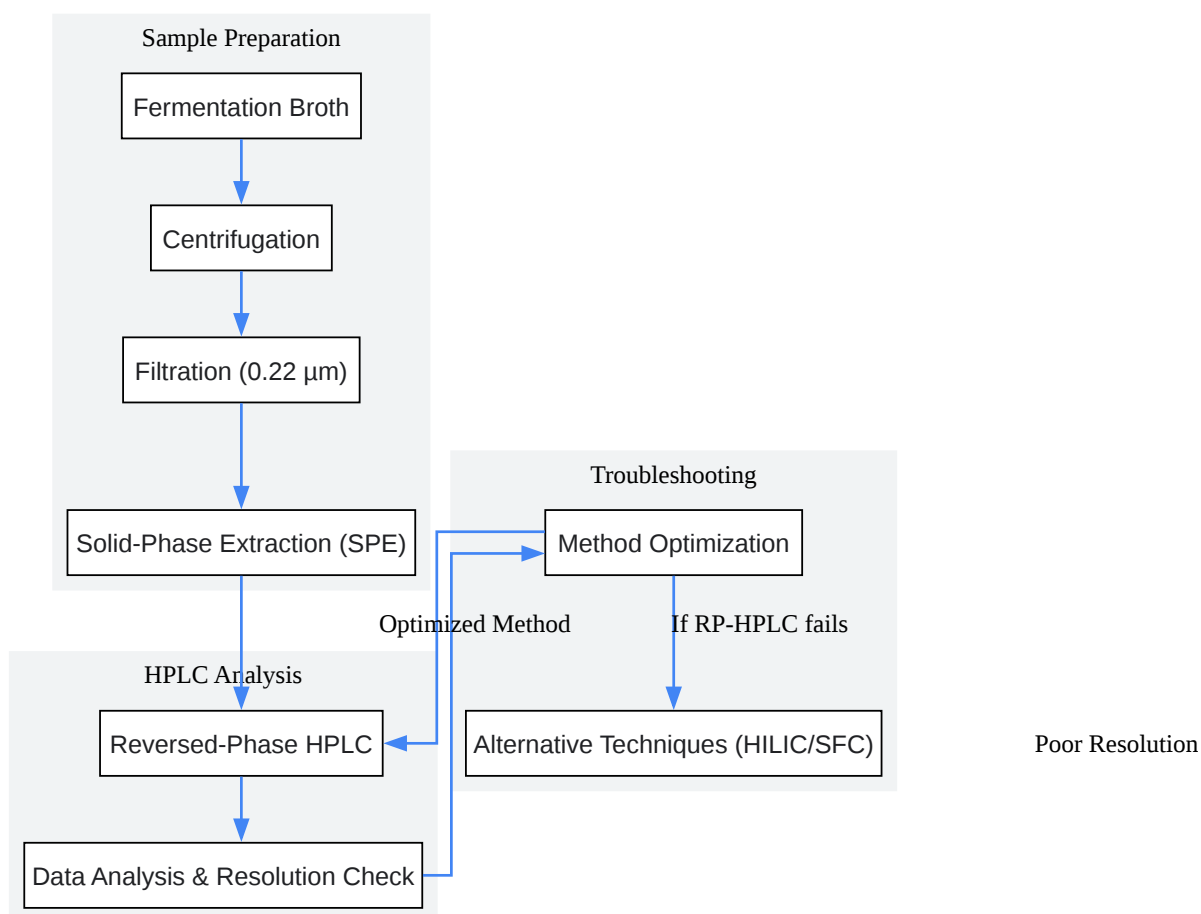 Sample Preparation
Fermentation Broth
Centrifugation
Filtration (0.22 µm)
Solid-Phase Extraction (SPE)
Troubleshooting
Method Optimization
Optimized Method
If RP-HPLC fails
HPLC Analysis
Reversed-Phase HPLC
Alternative Techniques (HILIC/SFC)
Poor Resolution
Data Analysis & Resolution Check